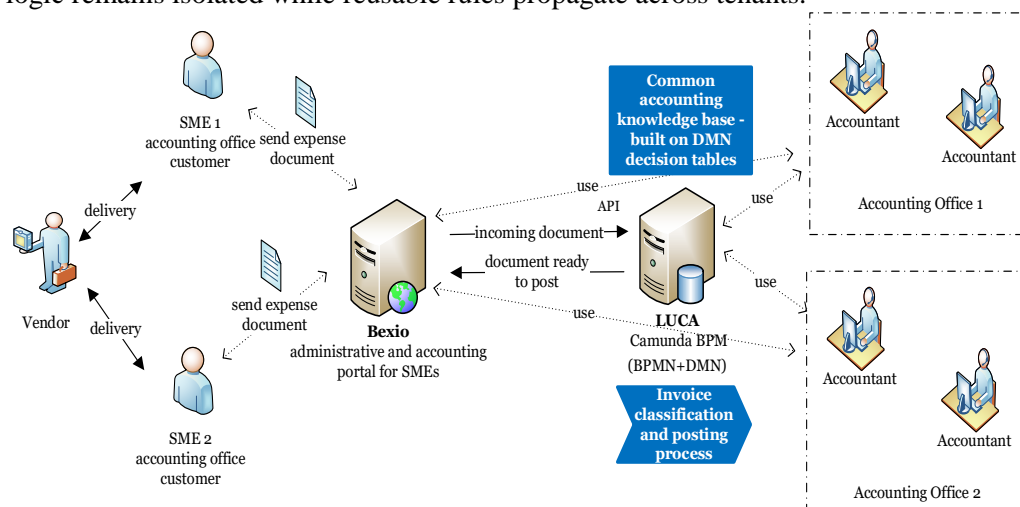 logic remains isolated while reusable rules propagate across tenants.
SME 1
accounting office
customer
send expense
document
delivery
Vendor
delivery
send expense
document
SME 2
accounting office
customer
Bexio
administrative and accounting
portal for SMEs
use
API
incoming document
document ready
to post
use
Common
accounting
knowledge base -
built on DMN
decision tables
LUCA
Camunda BPM
(BPMN+DMN)
Invoice
classification
and posting
process
use
use
Accountant
Accountant
Accounting Office 1
Accountant
Accountant
Accounting Office 2